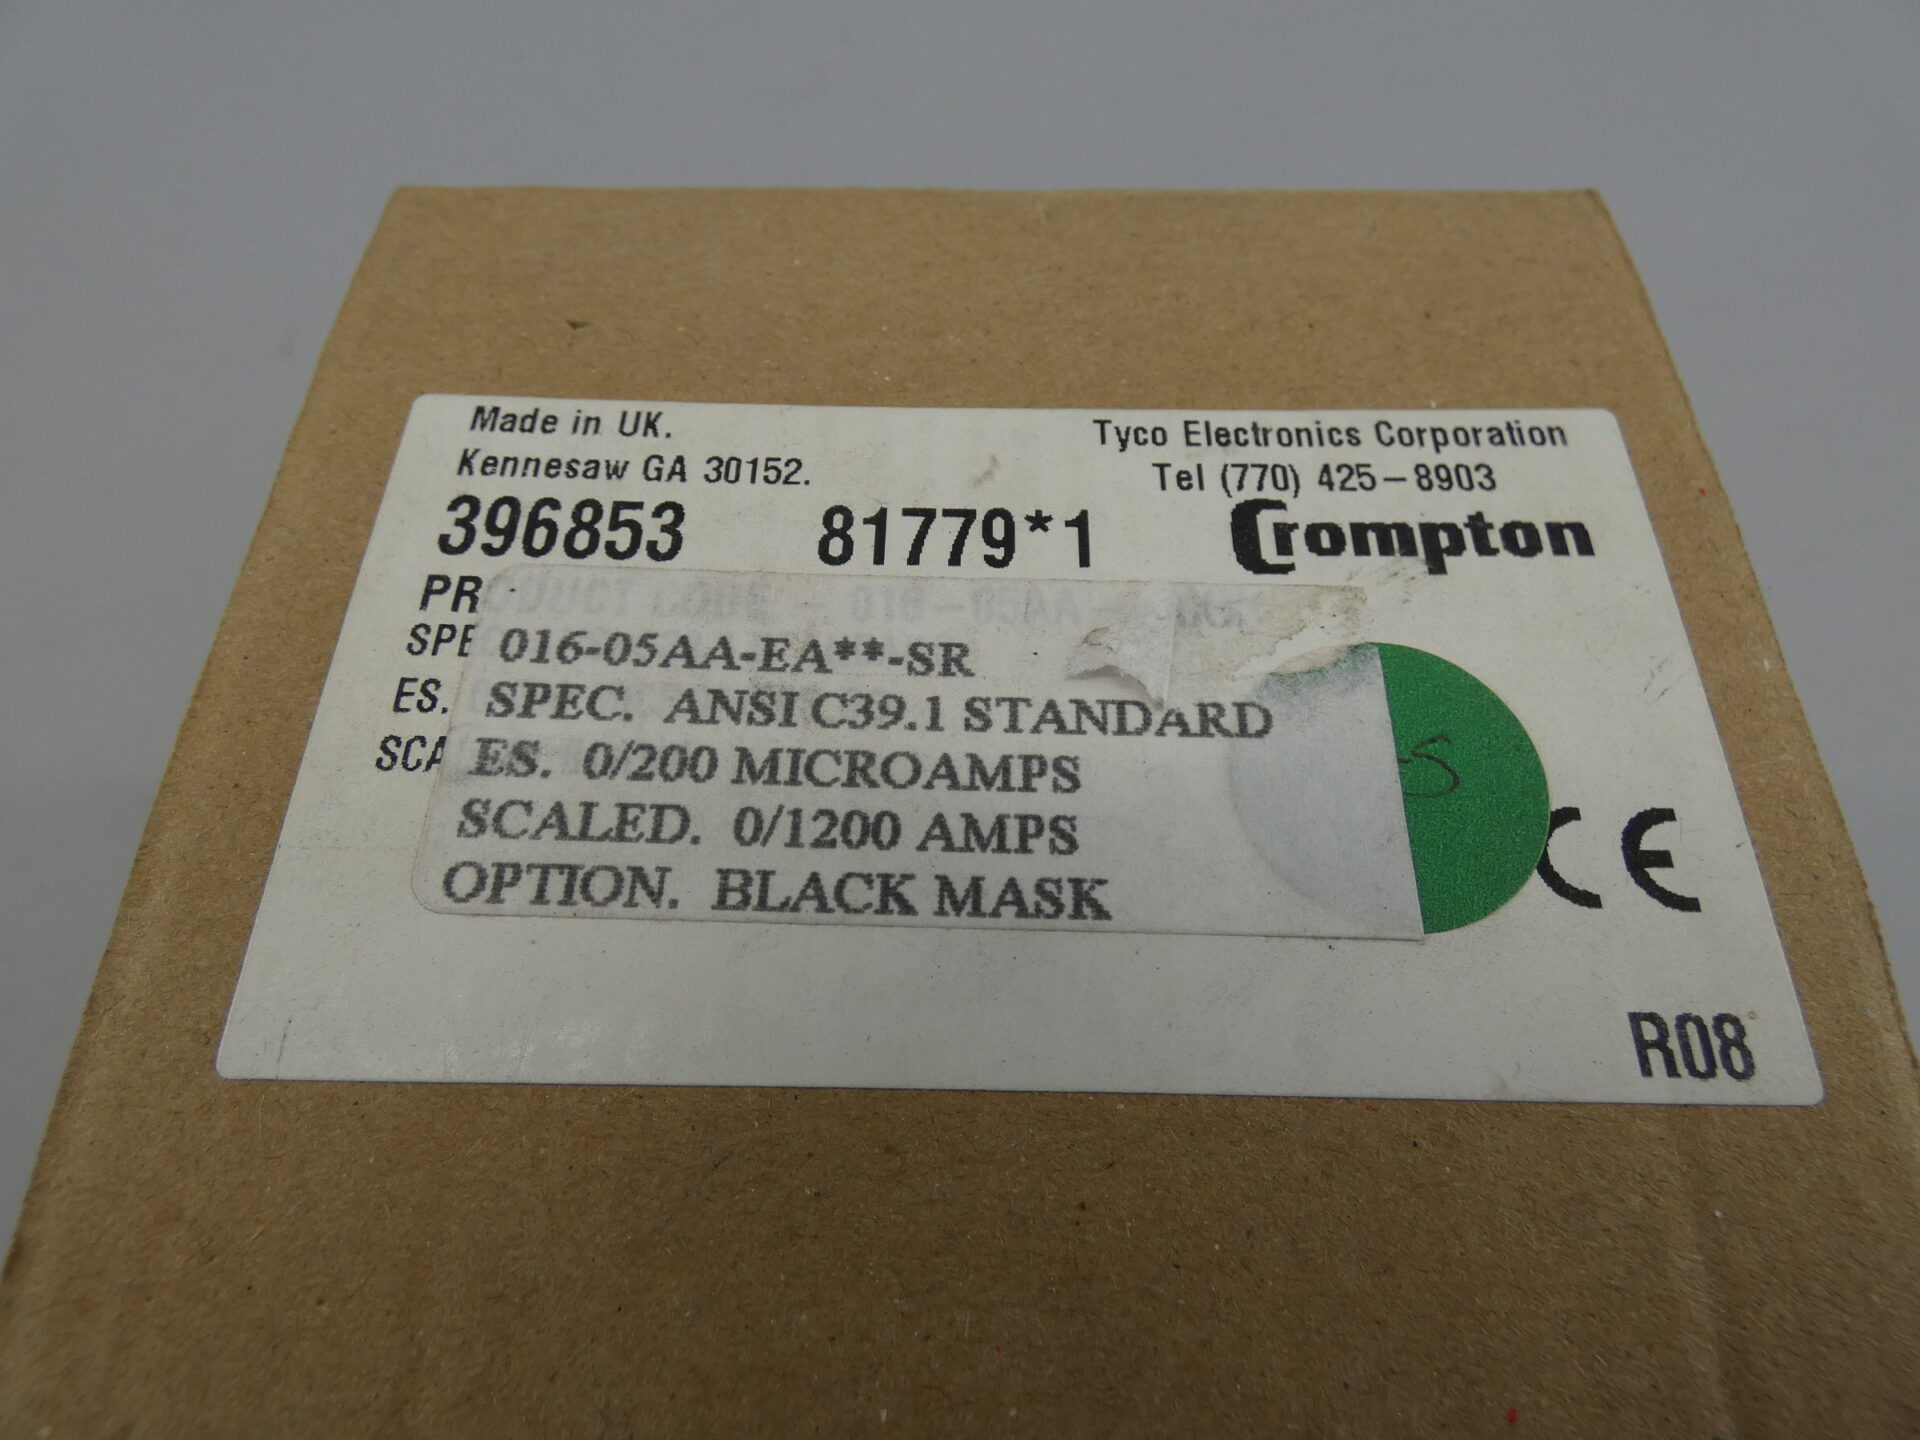 Made in UK.
Tyco Electronics Corporation
Kennesaw GA 30152.
Tel (770) 425-8903
396853 81779*1 Crompton
PR
SPE
016-05AA-EA**-SR
ES.
SPEC. ANSI C39.1 STANDARD
SCA
ES. 0/200 MICROAMPS
SCALED. 0/1200 AMPS
OPTION. BLACK MASK
CE
R08